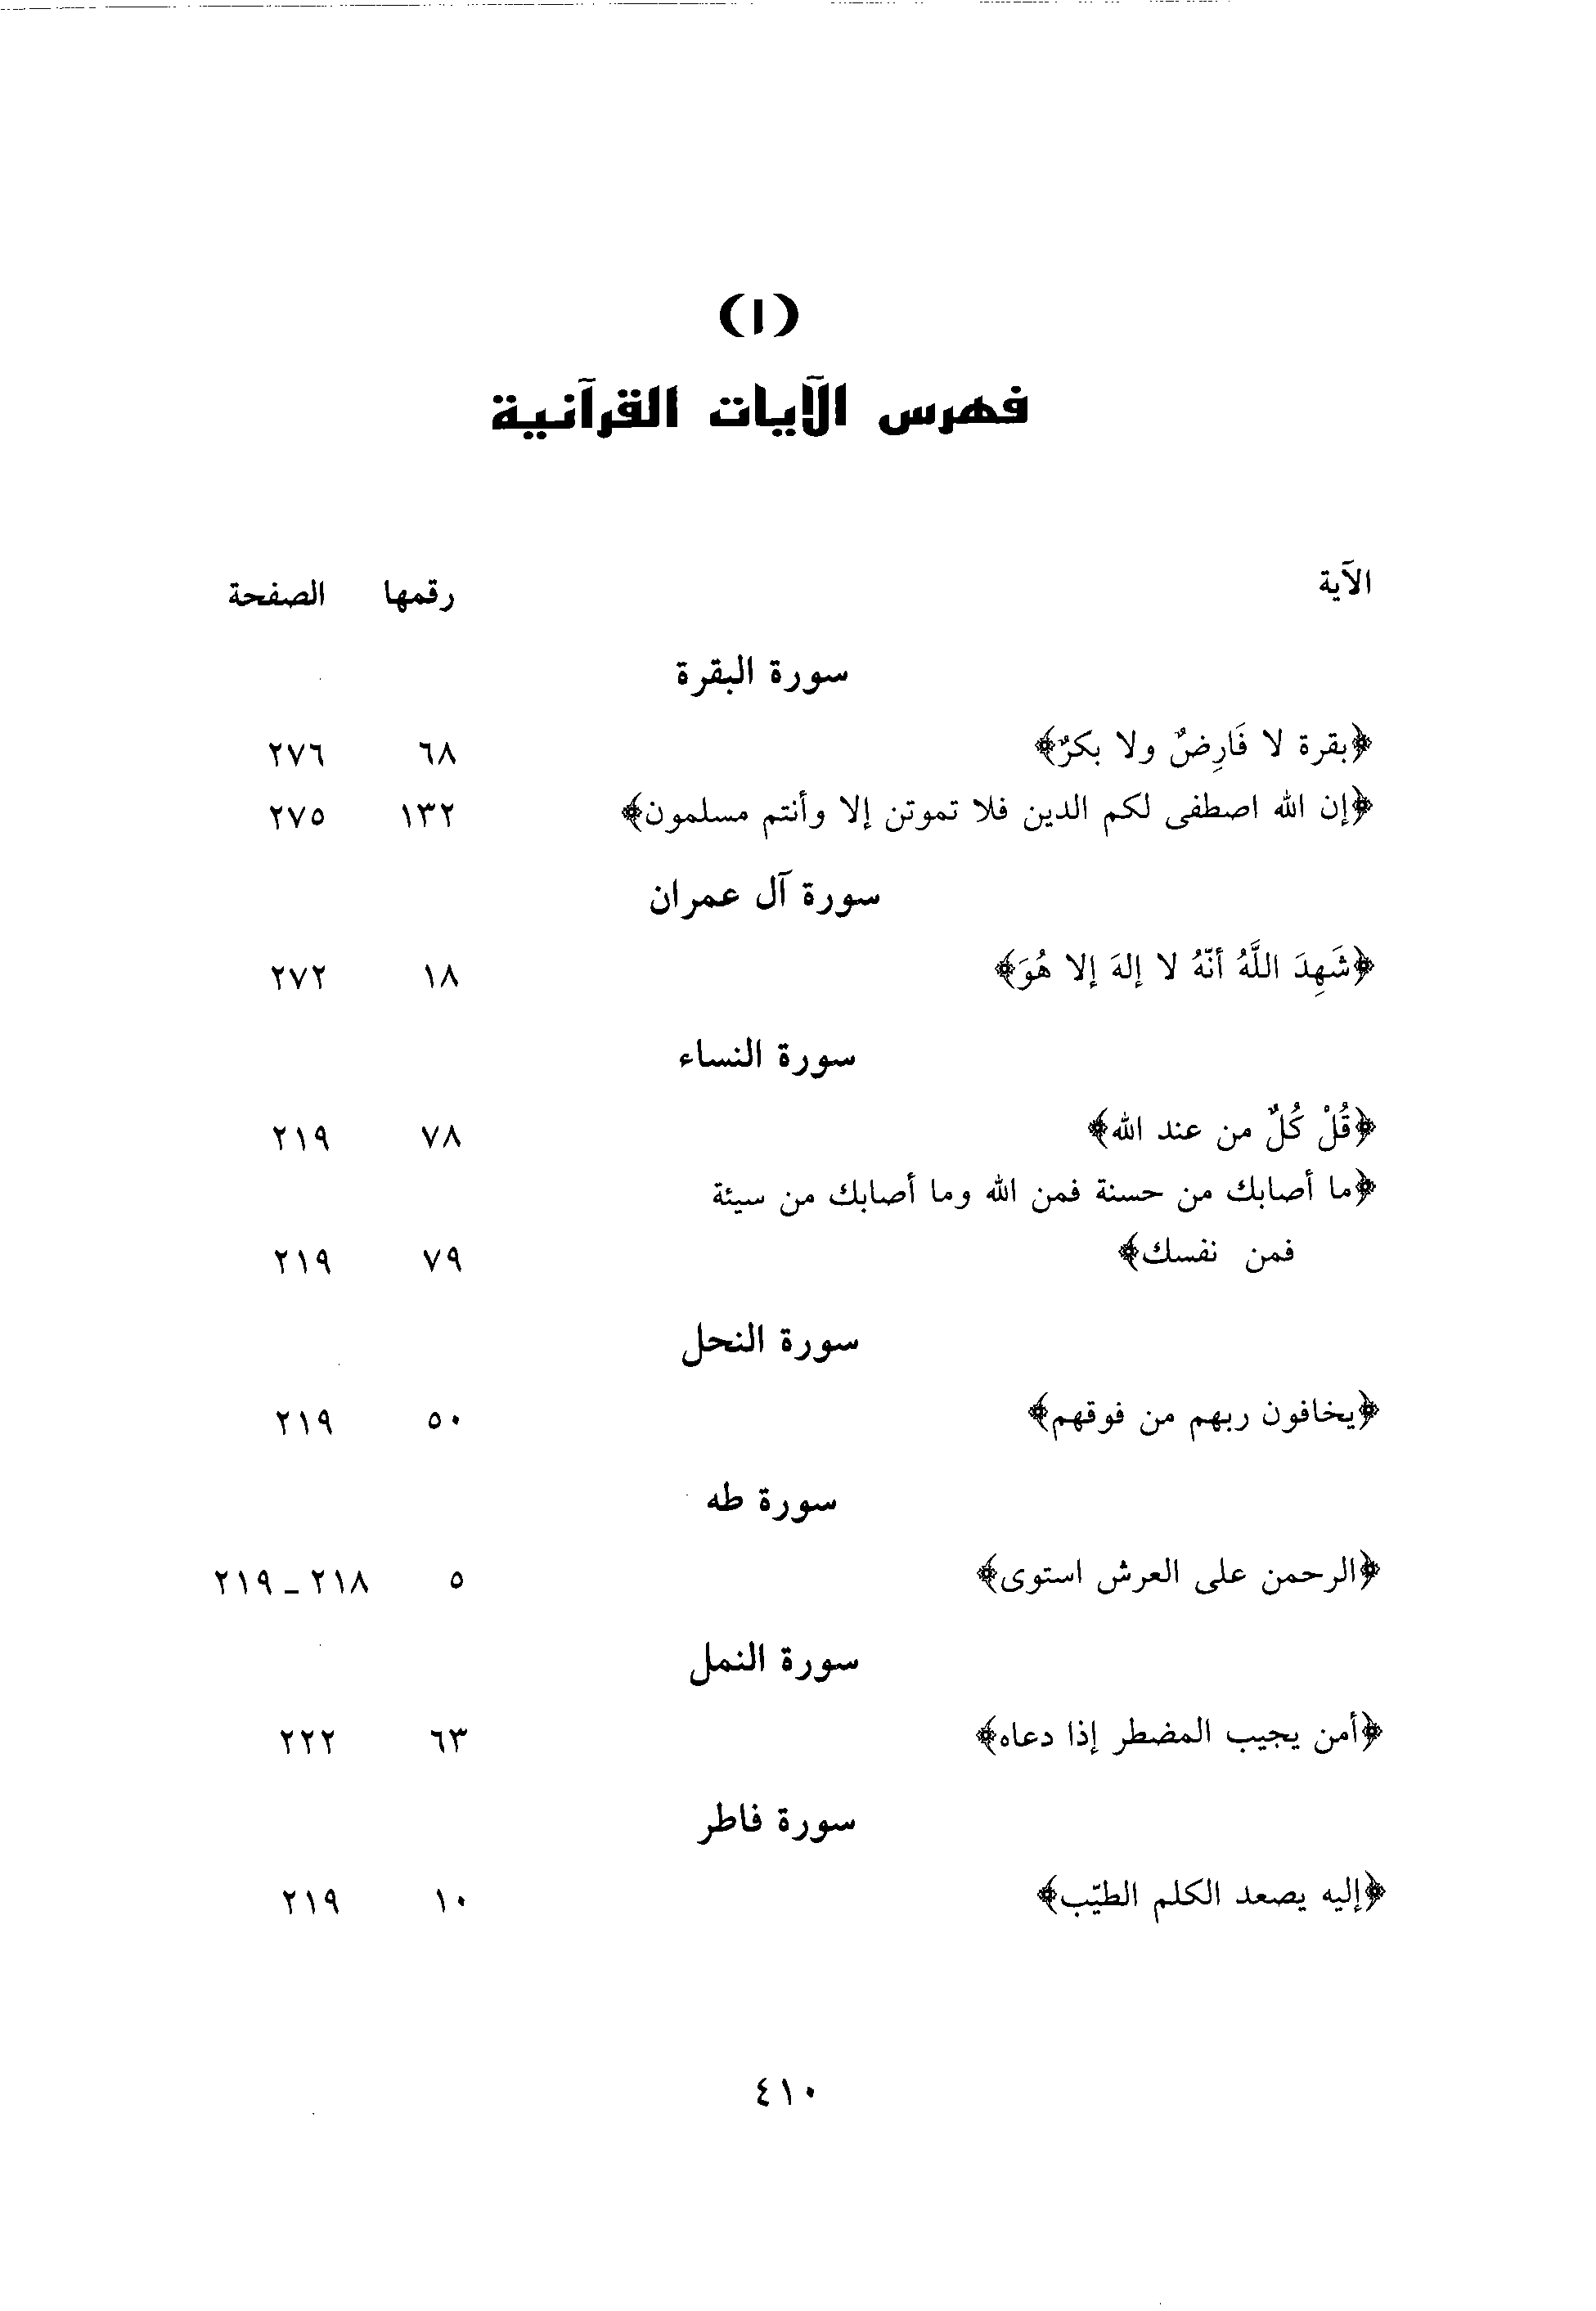 (١)
فهرس الآيات القرآنية
الآية رقمها الصفحة
سورة البقرة
﴿بقرة لا فَارِضٌ ولا بكرٌ﴾ ٦٨ ٢٧٦
﴿إن الله اصطفى لكم الدين فلا تموتن إلا وأنتم مسلمون﴾ ١٣٢ ٢٧٥
سورة آل عمران
﴿شَهِدَ اللَّهُ أنّهُ لا إلهَ إلا هُوَ﴾ ١٨ ٢٧٢
سورة النساء
﴿قُلْ كُلٌ من عند الله﴾ ٧٨ ٢١٩
﴿ما أصابك من حسنة فمن الله وما أصابك من سيئة
فمن نفسك﴾ ٧٩ ٢١٩
سورة النحل
﴿يخافون ربهم من فوقهم﴾ ٥٠ ٢١٩
سورة طه
﴿الرحمن على العرش استوى﴾ ٥ ٢١٨ - ٢١٩
سورة النمل
﴿أمن يجيب المضطر إذا دعاه﴾ ٦٣ ٢٢٢
سورة فاطر
﴿إليه يصعد الكلم الطيّب﴾ ١٠ ٢١٩
٤١٠